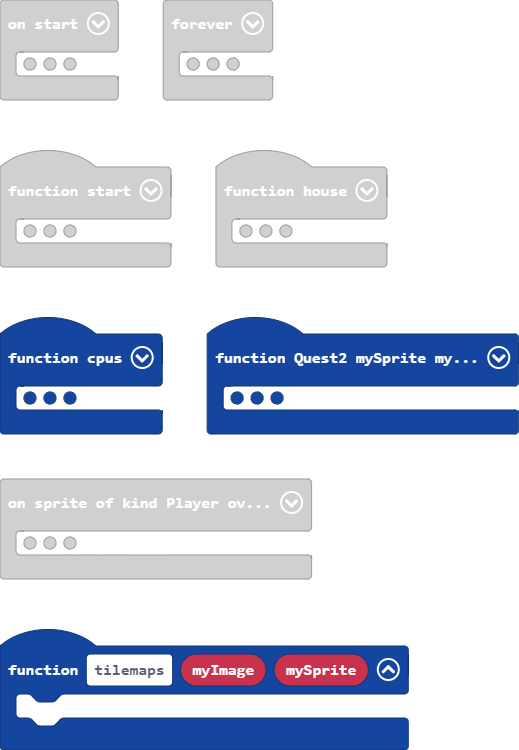 on start
forever
function start
function house
function cpus
function Quest2 mySprite my...
on sprite of kind Player ov...
function tilemaps myImage mySprite